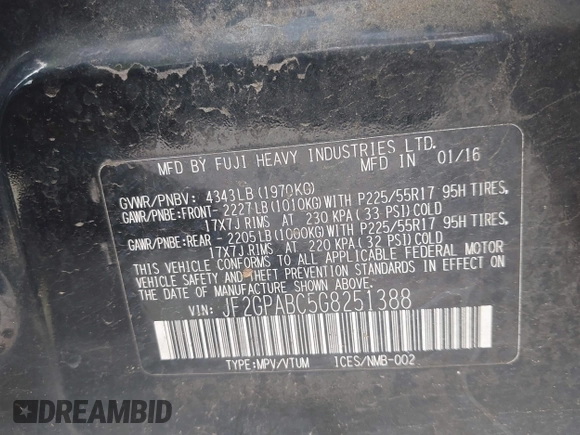 MFD BY FUJI HEAVY INDUSTRIES LTD.
MFD IN 01/16
GVWR/PNBV: 4343LB(1970KG)
GAWR/PNBE:FRONT- 2227LB(1010KG)WITH P225/55R17 95H TIRES,
17X7J RIMS AT 230 KPA( 33 PSI)COLD
GAWR/PNBE:REAR - 2205LB(1000KG)WITH P225/55R17 95H TIRES,
17X7J RIMS AT 220 KPA( 32 PSI)COLD
THIS VEHICLE CONFORMS TO ALL APPLICABLE FEDERAL MOTOR
VEHICLE SAFETY AND THEFT PREVENTION STANDARDS IN EFFECT ON
THE DATE OF MANUFACTURE SHOWN ABOVE.
VIN: JF2GPABC5G8251388
TYPE:MPV/VTUM ICES/NMB-002
DREAMBID